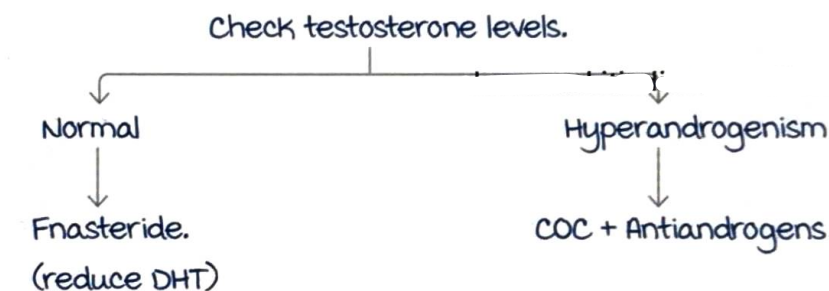 Check testosterone levels.
Normal
Hyperandrogenism
Fnasteride.
COC + Antiandrogens
(reduce DHT)